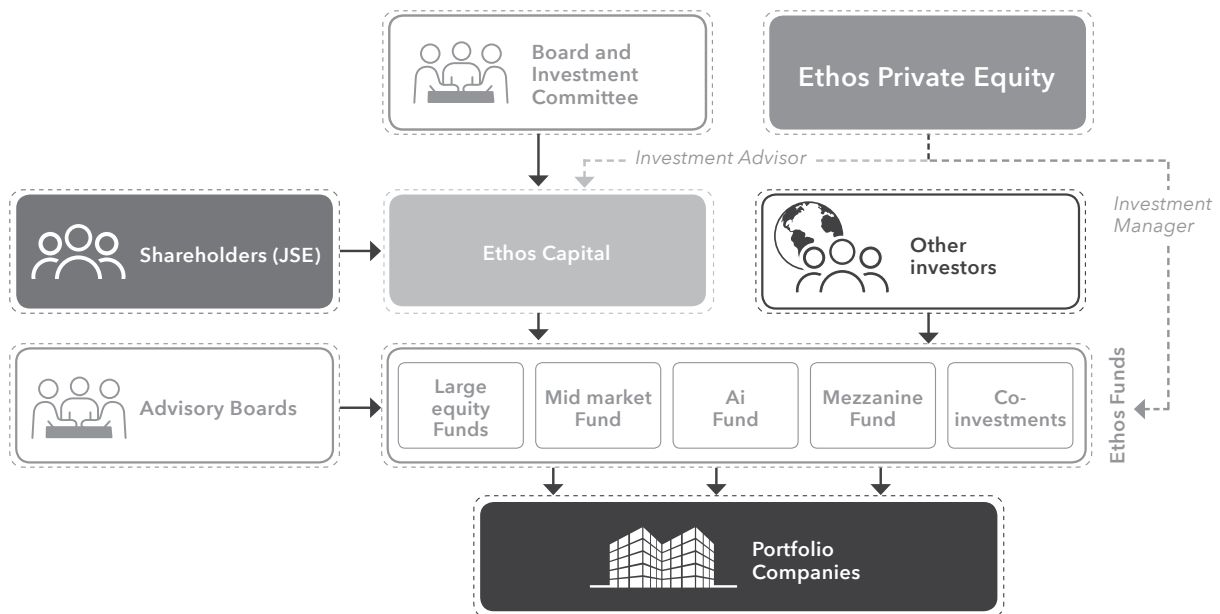 Board and
Investment
Committee
Ethos Private Equity
Investment Advisor
Investment
Manager
Shareholders (JSE)
Ethos Capital
Other
investors
Advisory Boards
Large
equity
Funds
Mid market
Fund
Ai
Fund
Mezzanine
Fund
Co-
investments
Ethos Funds
Portfolio
Companies